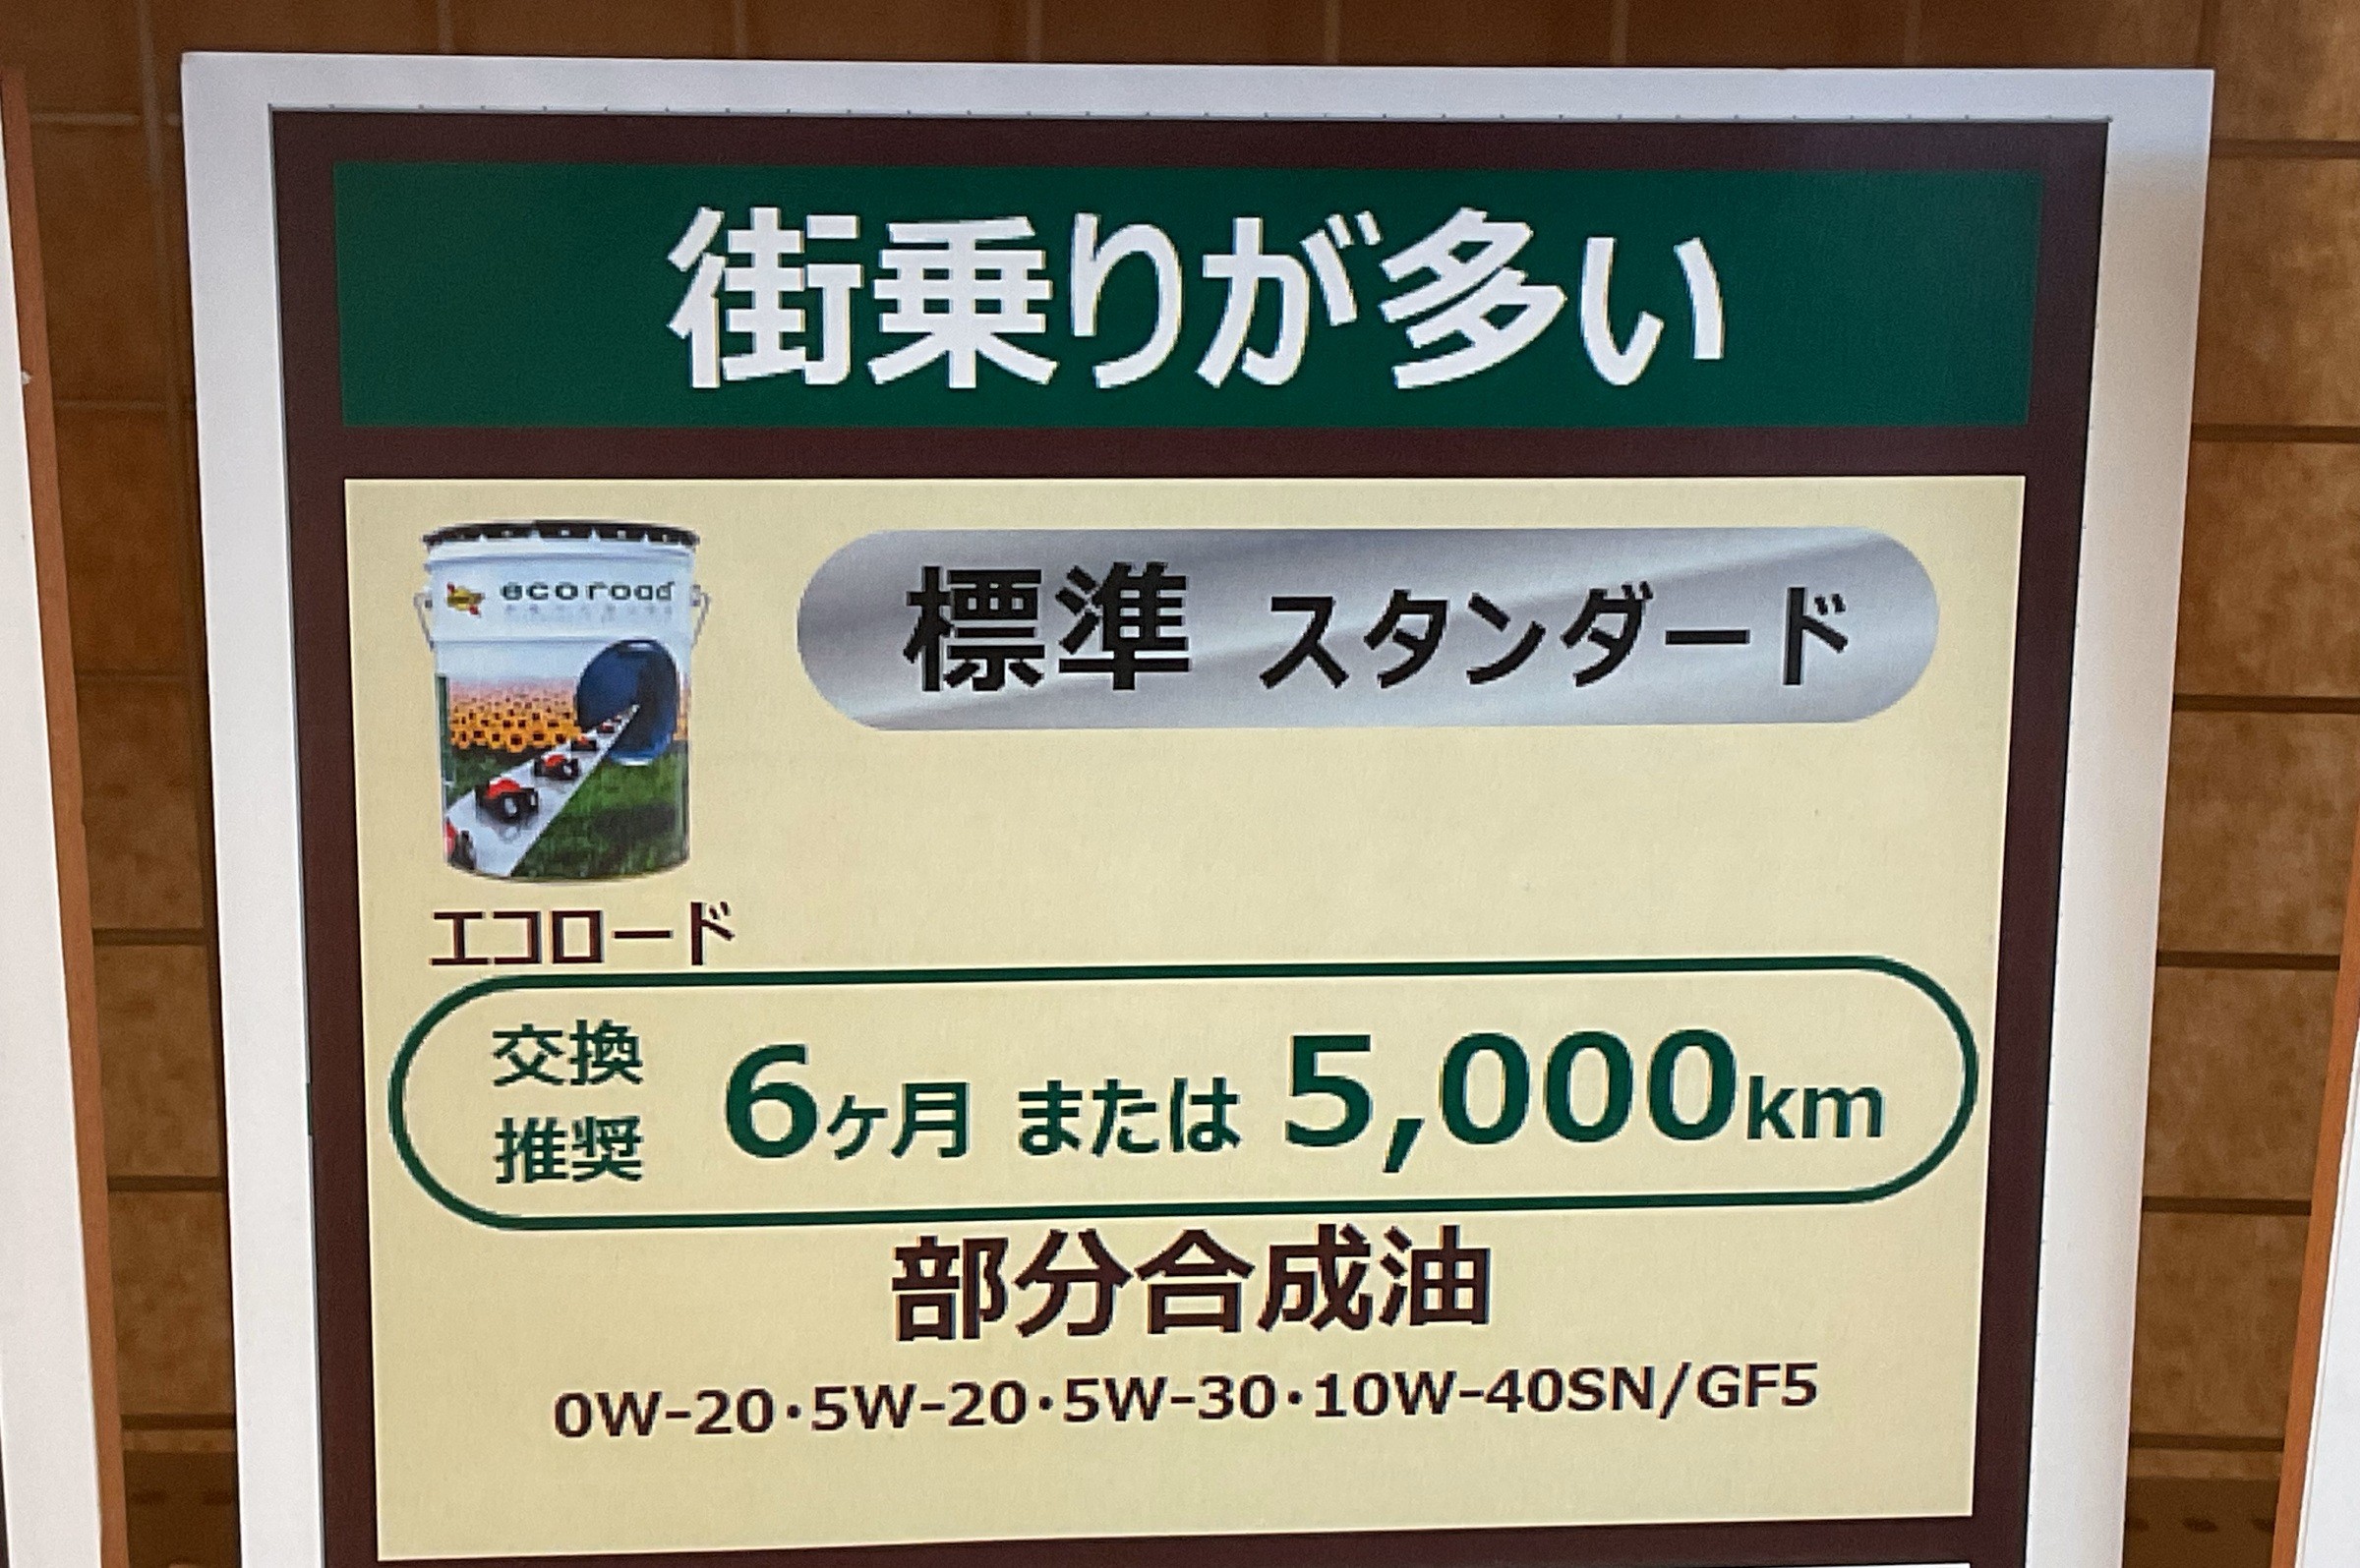 街乗りが多い
eco road
標準 スタンダード
エコロード
交換
推奨
6ヶ月 または 5,000km
部分合成油
0W-20・5W-20・5W-30・10W-40SN/GF5